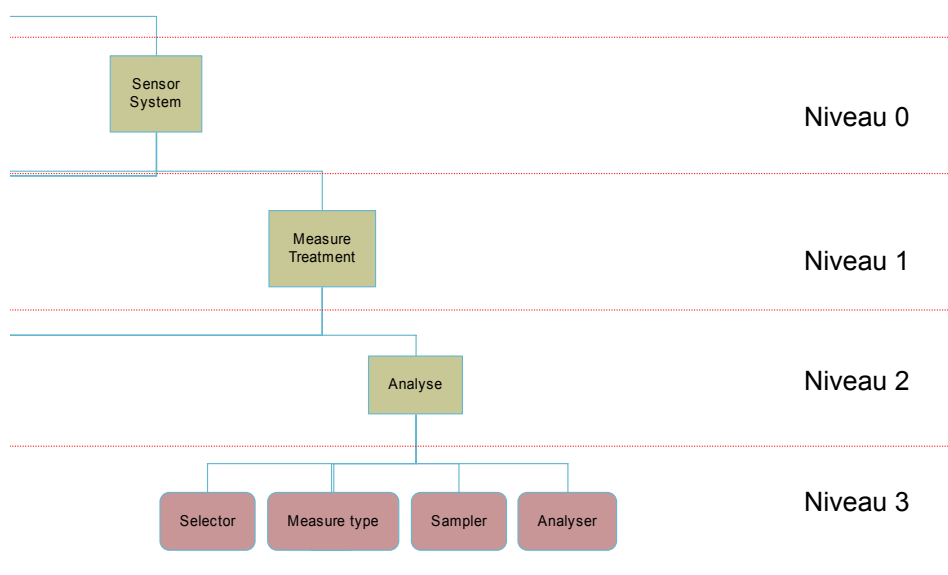 Sensor
System
Niveau 0
Measure
Treatment
Niveau 1
Analyse
Niveau 2
Selector
Measure type
Sampler
Analyser
Niveau 3